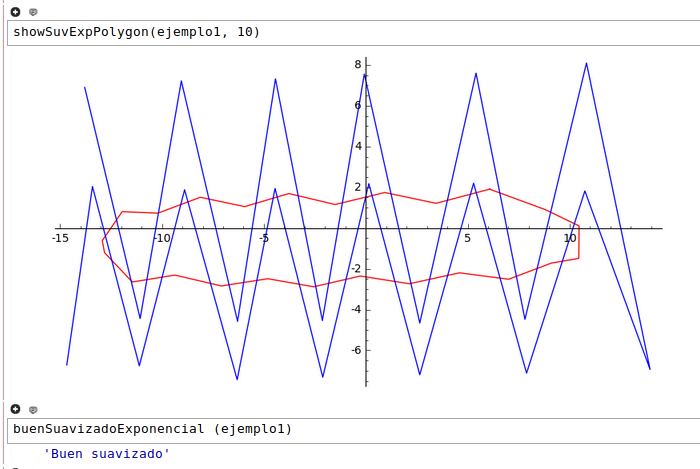 showSuvExpPolygon(ejemplo1, 10)
8
6
4
2
-15 -10 -5 5 10
-2
-4
-6
buenSuavizadoExponencial (ejemplo1)
'Buen suavizado'